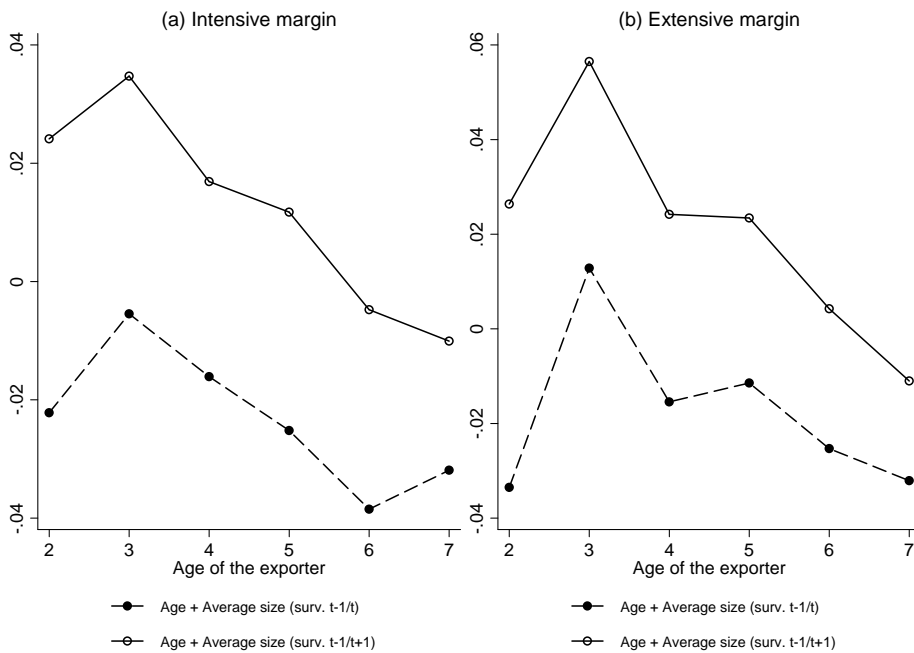 (a) Intensive margin
.04
.02
0
-.02
-.04
2 3 4 5 6 7
Age of the exporter
Age + Average size (surv. t-1/t)
Age + Average size (surv. t-1/t+1)
(b) Extensive margin
.06
.04
.02
0
-.02
-.04
2 3 4 5 6 7
Age of the exporter
Age + Average size (surv. t-1/t)
Age + Average size (surv. t-1/t+1)